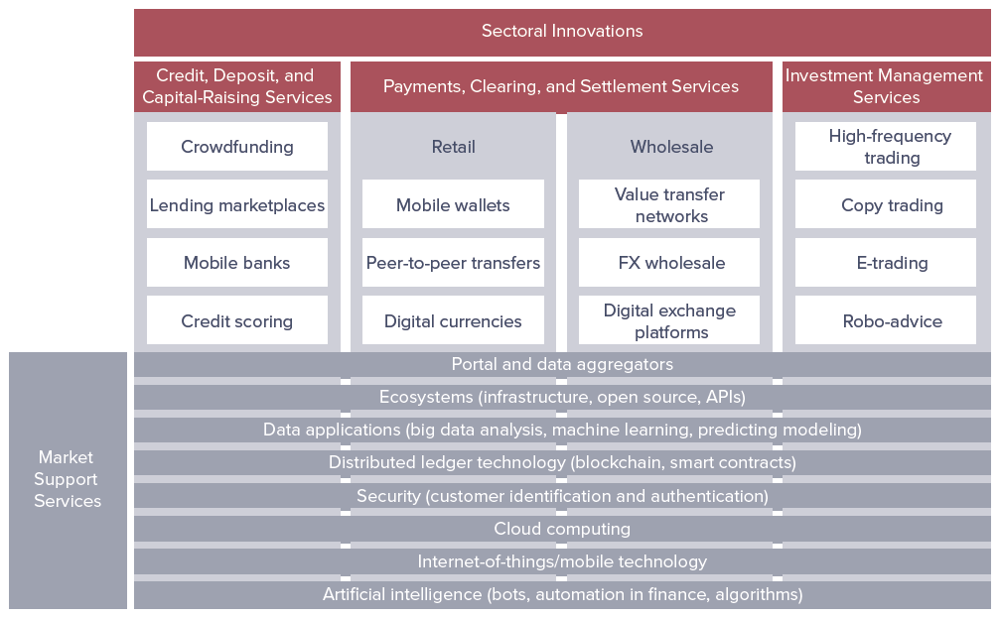 Sectoral Innovations
Credit, Deposit, and
Capital-Raising Services
Payments, Clearing, and Settlement Services
Investment Management
Services
Crowdfunding
Lending marketplaces
Mobile banks
Credit scoring
Retail
Mobile wallets
Peer-to-peer transfers
Digital currencies
Wholesale
Value transfer
networks
FX wholesale
Digital exchange
platforms
High-frequency
trading
Copy trading
E-trading
Robo-advice
Market
Support
Services
Portal and data aggregators
Ecosystems (infrastructure, open source, APIs)
Data applications (big data analysis, machine learning, predicting modeling)
Distributed ledger technology (blockchain, smart contracts)
Security (customer identification and authentication)
Cloud computing
Internet-of-things/mobile technology
Artificial intelligence (bots, automation in finance, algorithms)